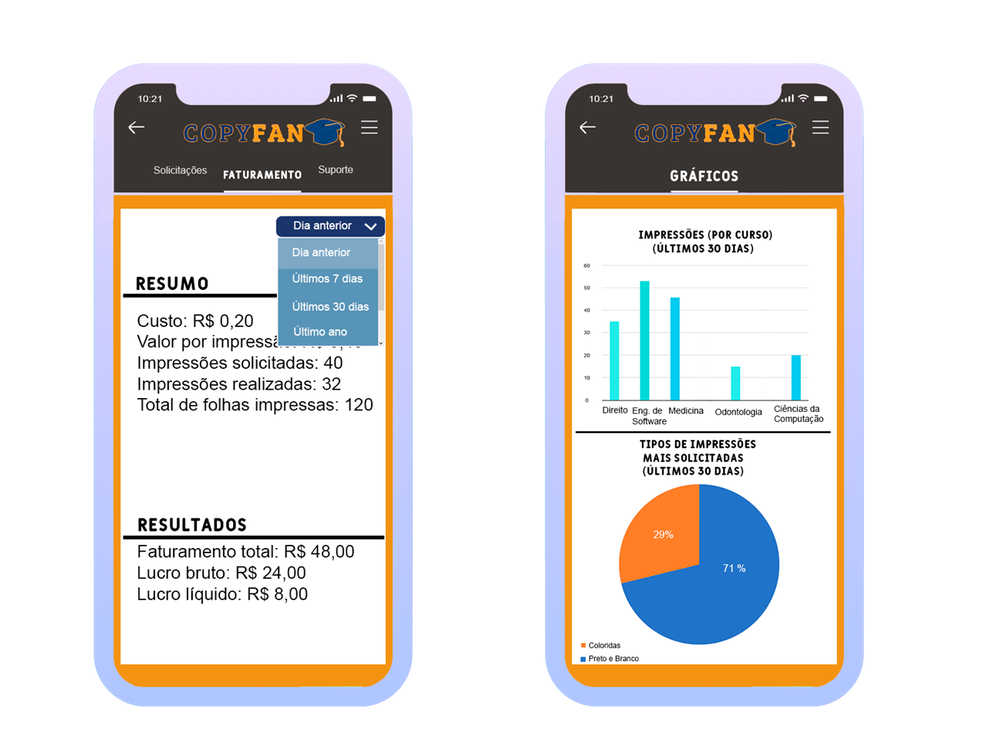 10:21
COPYFAN
Solicitações
FATURAMENTO
Suporte
Dia anterior
Dia anterior
Últimos 7 dias
Últimos 30 dias
Último ano
RESUMO
Custo: R$ 0,20
Valor por impressã
Impressões solicitadas: 40
Impressões realizadas: 32
Total de folhas impressas: 120
RESULTADOS
Faturamento total: R$ 48,00
Lucro bruto: R$ 24,00
Lucro líquido: R$ 8,00
10:21
COPYFAN
GRÁFICOS
IMPRESSÕES (POR CURSO)
(ÚLTIMOS 30 DIAS)
60
50
40
30
20
10
0
Direito
Eng. de
Software
Medicina
Odontologia
Ciências da
Computação
TIPOS DE IMPRESSÕES
MAIS SOLICITADAS
(ÚLTIMOS 30 DIAS)
29%
71 %
Coloridas
Preto e Branco